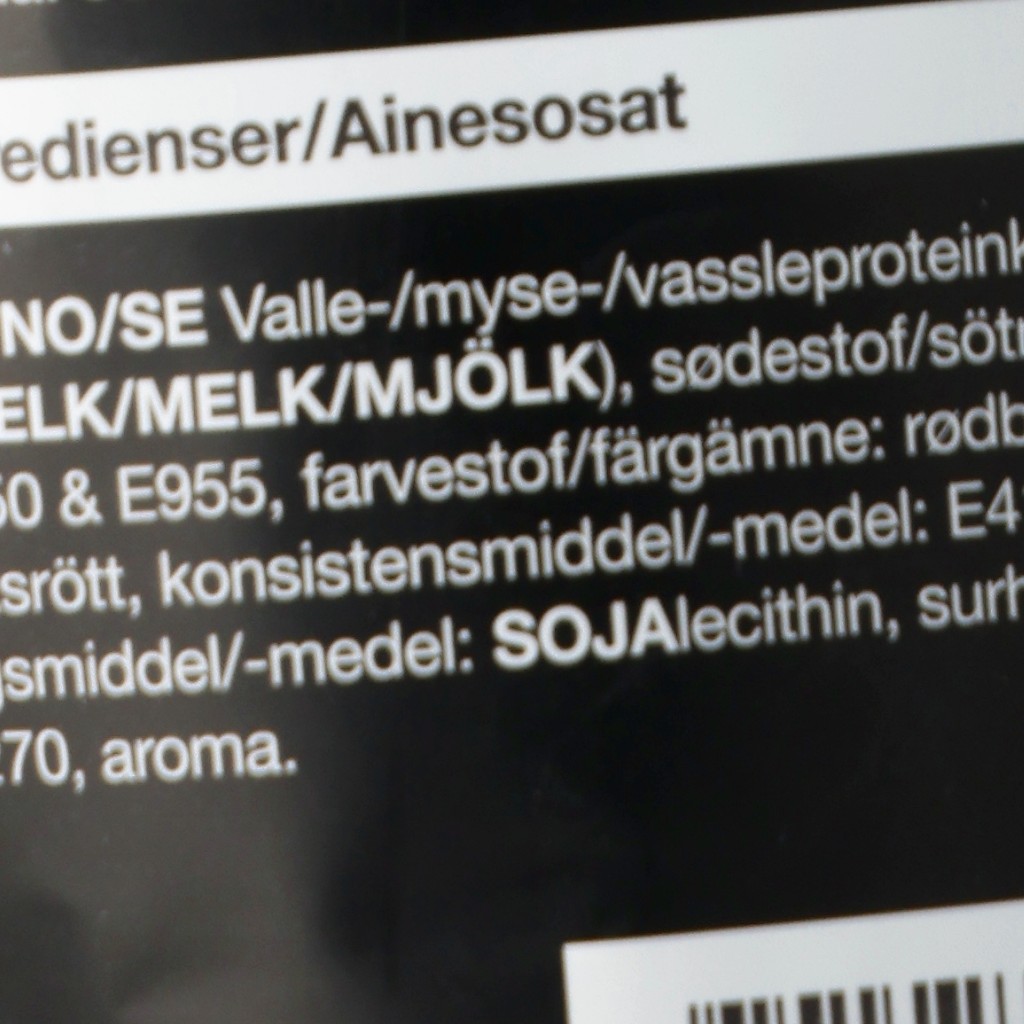 edienser/Ainesosat
NO/SE Valle-/myse-/vassleproteink
ELK/MELK/MJÖLK), sødestof/söt
50 & E955, farvestof/färgämne: rødb
srött, konsistensmiddel/-medel: E4
gsmiddel/-medel: SOJAlecithin, surh
270, aroma.